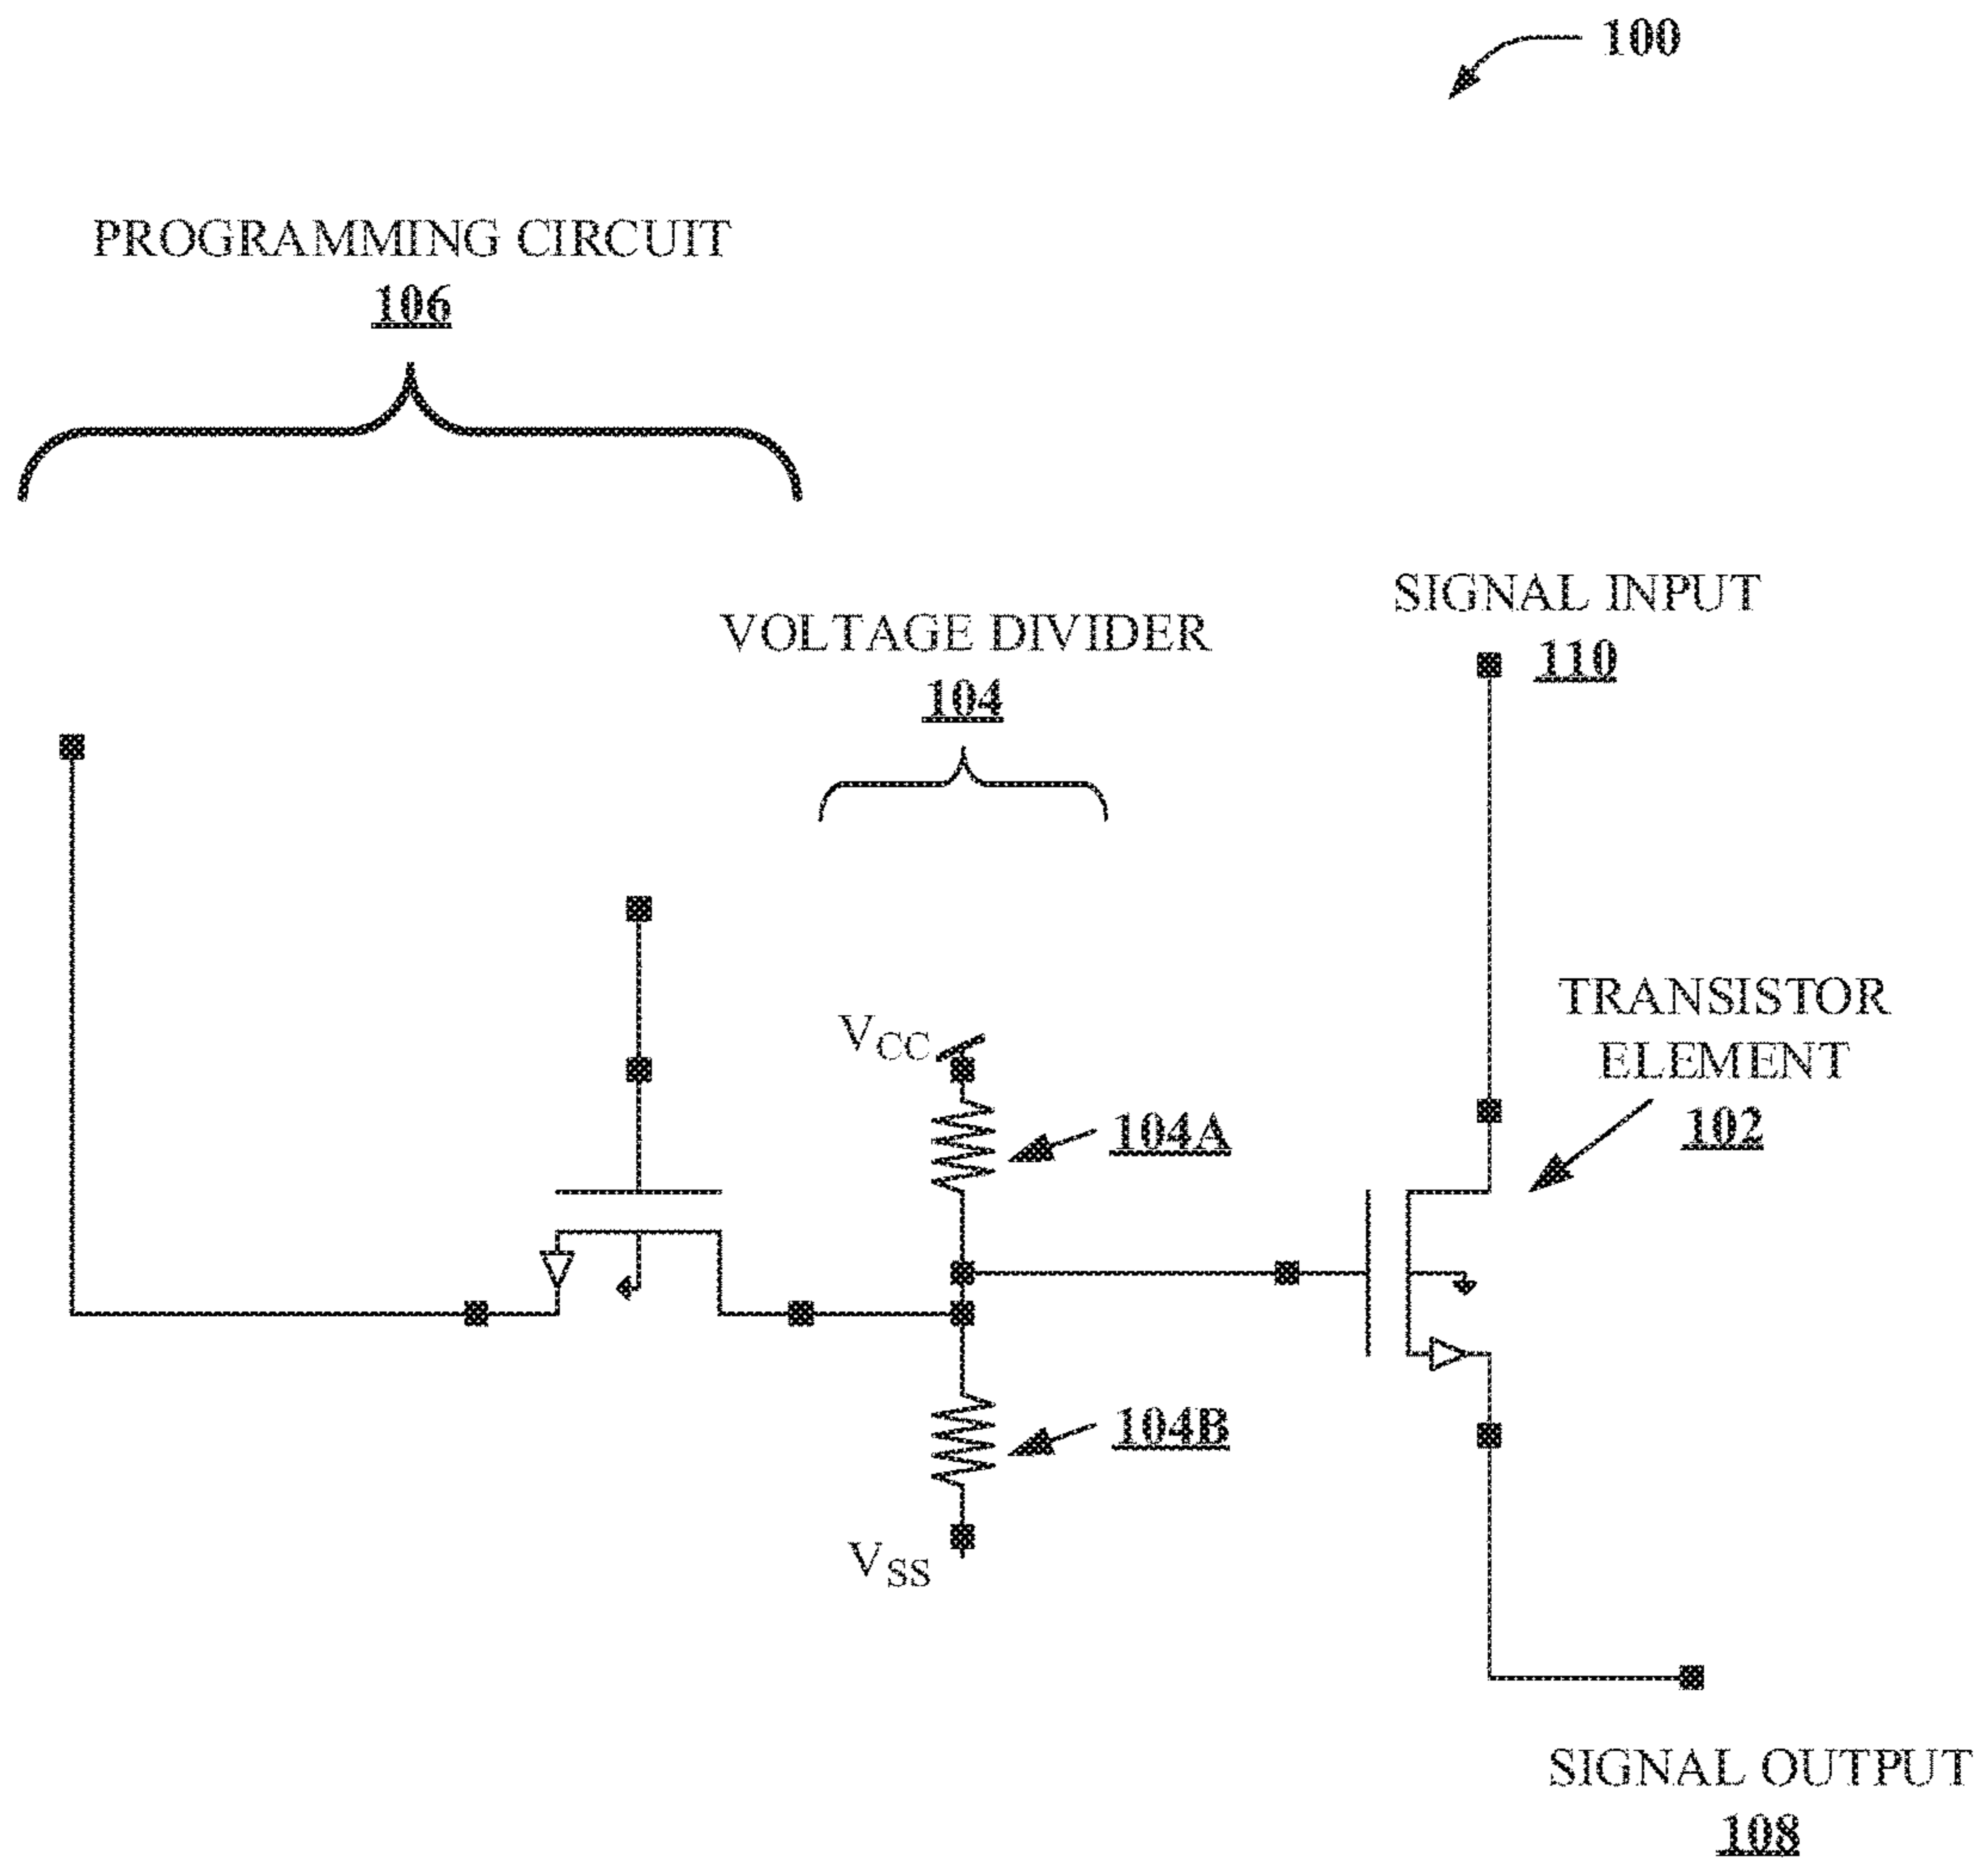 100
PROGRAMMING CIRCUIT
106
SIGNAL INPUT
110
VOLTAGE DIVIDER
104
TRANSISTOR
ELEMENT
102
VCC
104A
104B
VSS
SIGNAL OUTPUT
108